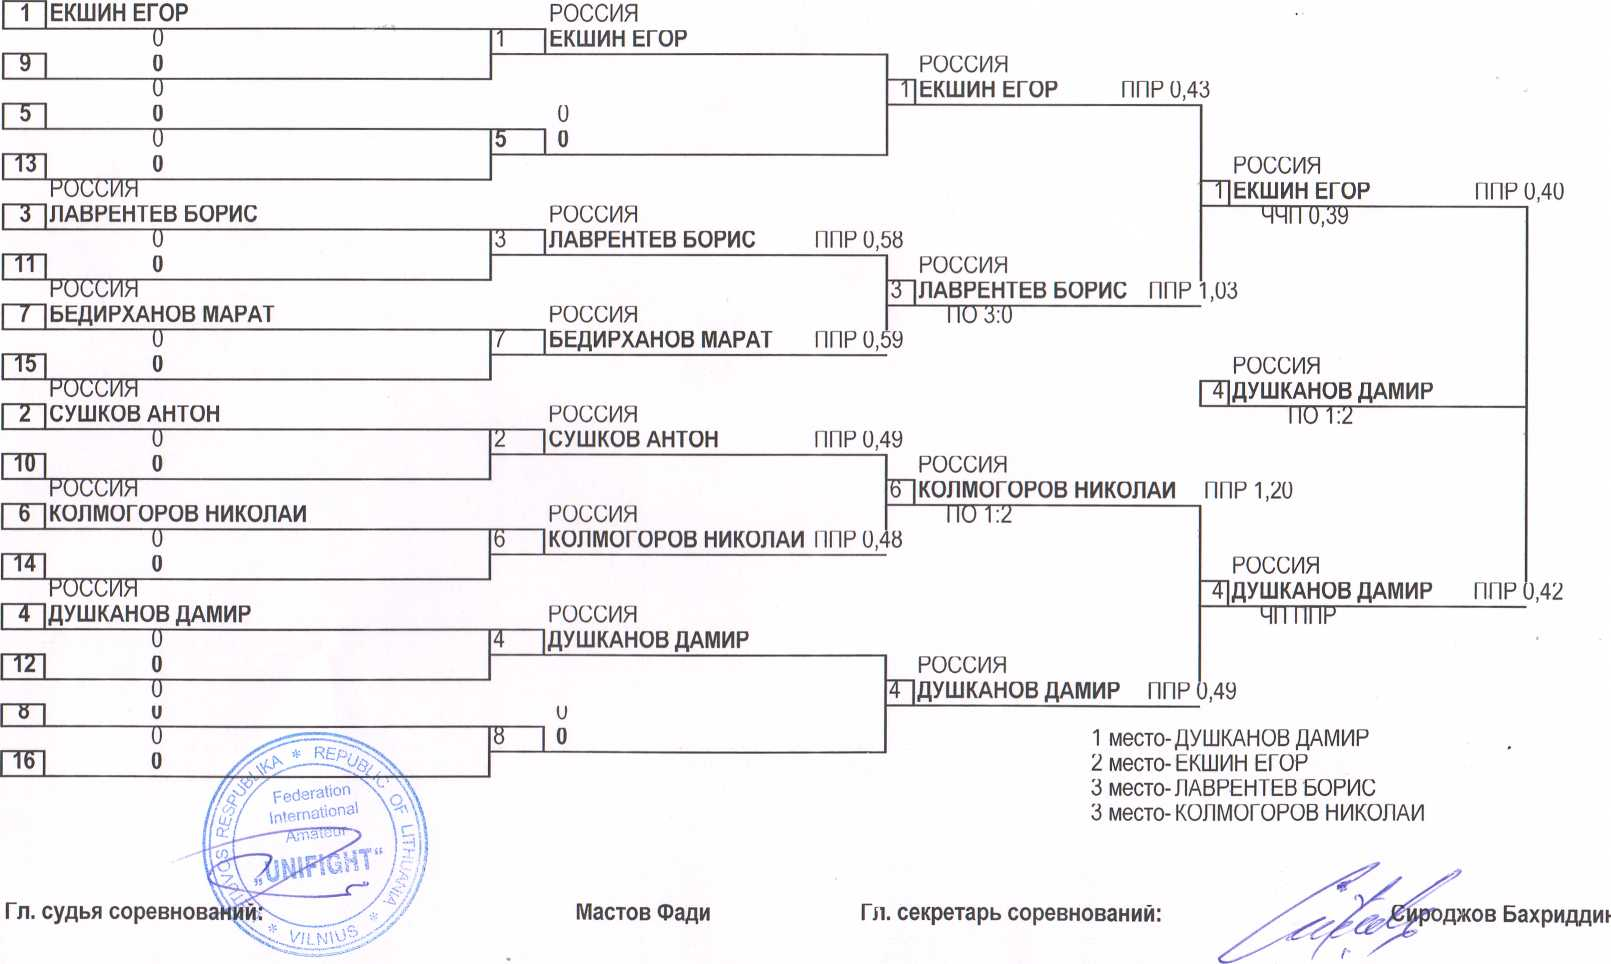 1 ЕКШИН ЕГОР
РОССИЯ
0
1 ЕКШИН ЕГОР
9 0
РОССИЯ
0
1 ЕКШИН ЕГОР ППР 0,43
5 0
0
0
5 0
13 0
РОССИЯ
1 ЕКШИН ЕГОР ППР 0,40
ЧЧП 0,39
РОССИЯ
3 ЛАВРЕНТЕВ БОРИС
РОССИЯ
0
3 ЛАВРЕНТЕВ БОРИС ППР 0,58
11 0
РОССИЯ
3 ЛАВРЕНТЕВ БОРИС ППР 1,03
ПО 3:0
РОССИЯ
7 БЕДИРХАНОВ МАРАТ
РОССИЯ
0
7 БЕДИРХАНОВ МАРАТ ППР 0,59
15 0
РОССИЯ
4 ДУШКАНОВ ДАМИР
ПО 1:2
РОССИЯ
2 СУШКОВ АНТОН
РОССИЯ
0
2 СУШКОВ АНТОН ППР 0,49
10 0
РОССИЯ
6 КОЛМОГОРОВ НИКОЛАИ ППР 1,20
ПО 1:2
РОССИЯ
6 КОЛМОГОРОВ НИКОЛАИ
РОССИЯ
0
6 КОЛМОГОРОВ НИКОЛАИ ППР 0,48
14 0
РОССИЯ
4 ДУШКАНОВ ДАМИР ППР 0,42
ЧП ППР
РОССИЯ
4 ДУШКАНОВ ДАМИР
РОССИЯ
0
4 ДУШКАНОВ ДАМИР
12 0
РОССИЯ
0
4 ДУШКАНОВ ДАМИР ППР 0,49
8 0
0
0
8 0
16 0
1 место- ДУШКАНОВ ДАМИР
2 место- ЕКШИН ЕГОР
3 место- ЛАВРЕНТЕВ БОРИС
3 место- КОЛМОГОРОВ НИКОЛАИ
RESPUBLIKA * REPUBLIC OF LITHUANIA * VILNIUS *
Federation
International
Amateur
„UNIFIGHT“
Гл. судья соревнований: Мастов Фади Гл. секретарь соревнований: Сироджов Бахриддин